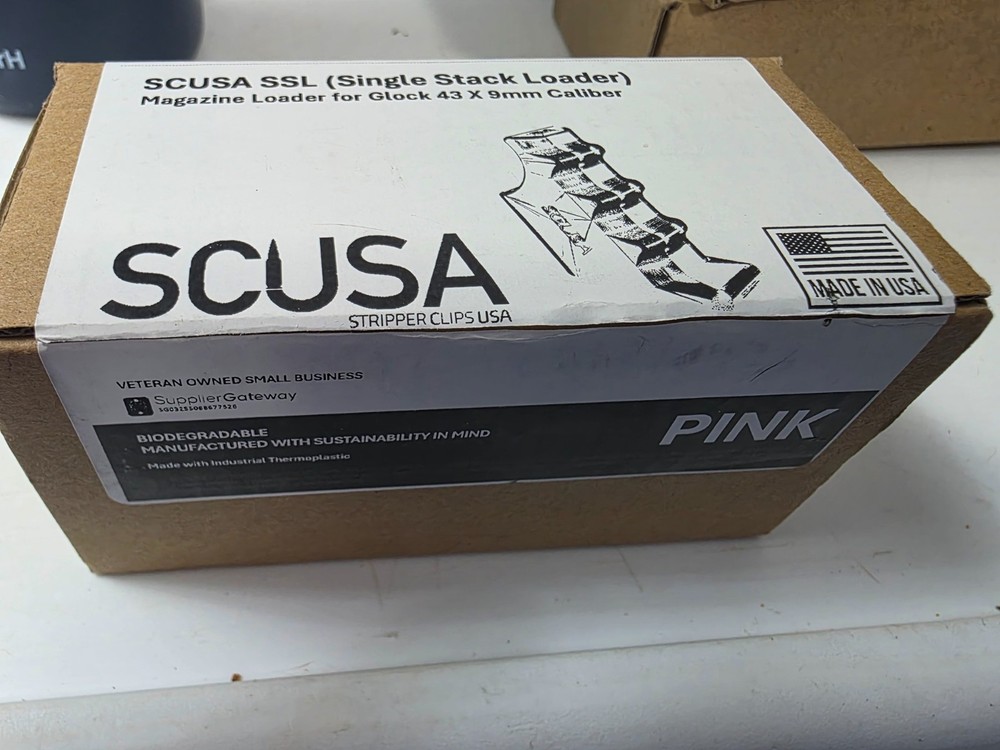 SCUSA SSL (Single Stack Loader)
Magazine Loader for Glock 43 X 9mm Caliber
SCUSA
SCUSA
STRIPPER CLIPS USA
MADE IN USA
VETERAN OWNED SMALL BUSINESS
SupplierGateway
BIODEGRADABLE
MANUFACTURED WITH SUSTAINABILITY IN MIND
Made with Industrial Thermoplastic
PINK